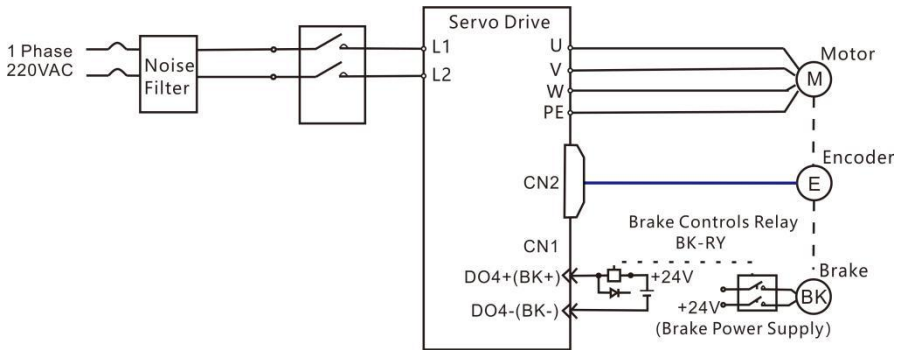 Servo Drive
1 Phase
220VAC
Noise
Filter
L1
L2
U
V
W
PE
Motor
M
Encoder
E
CN2
Brake Controls Relay
BK-RY
CN1
DO4+(BK+)
+24V
DO4-(BK-)
Brake
BK
+24V
(Brake Power Supply)